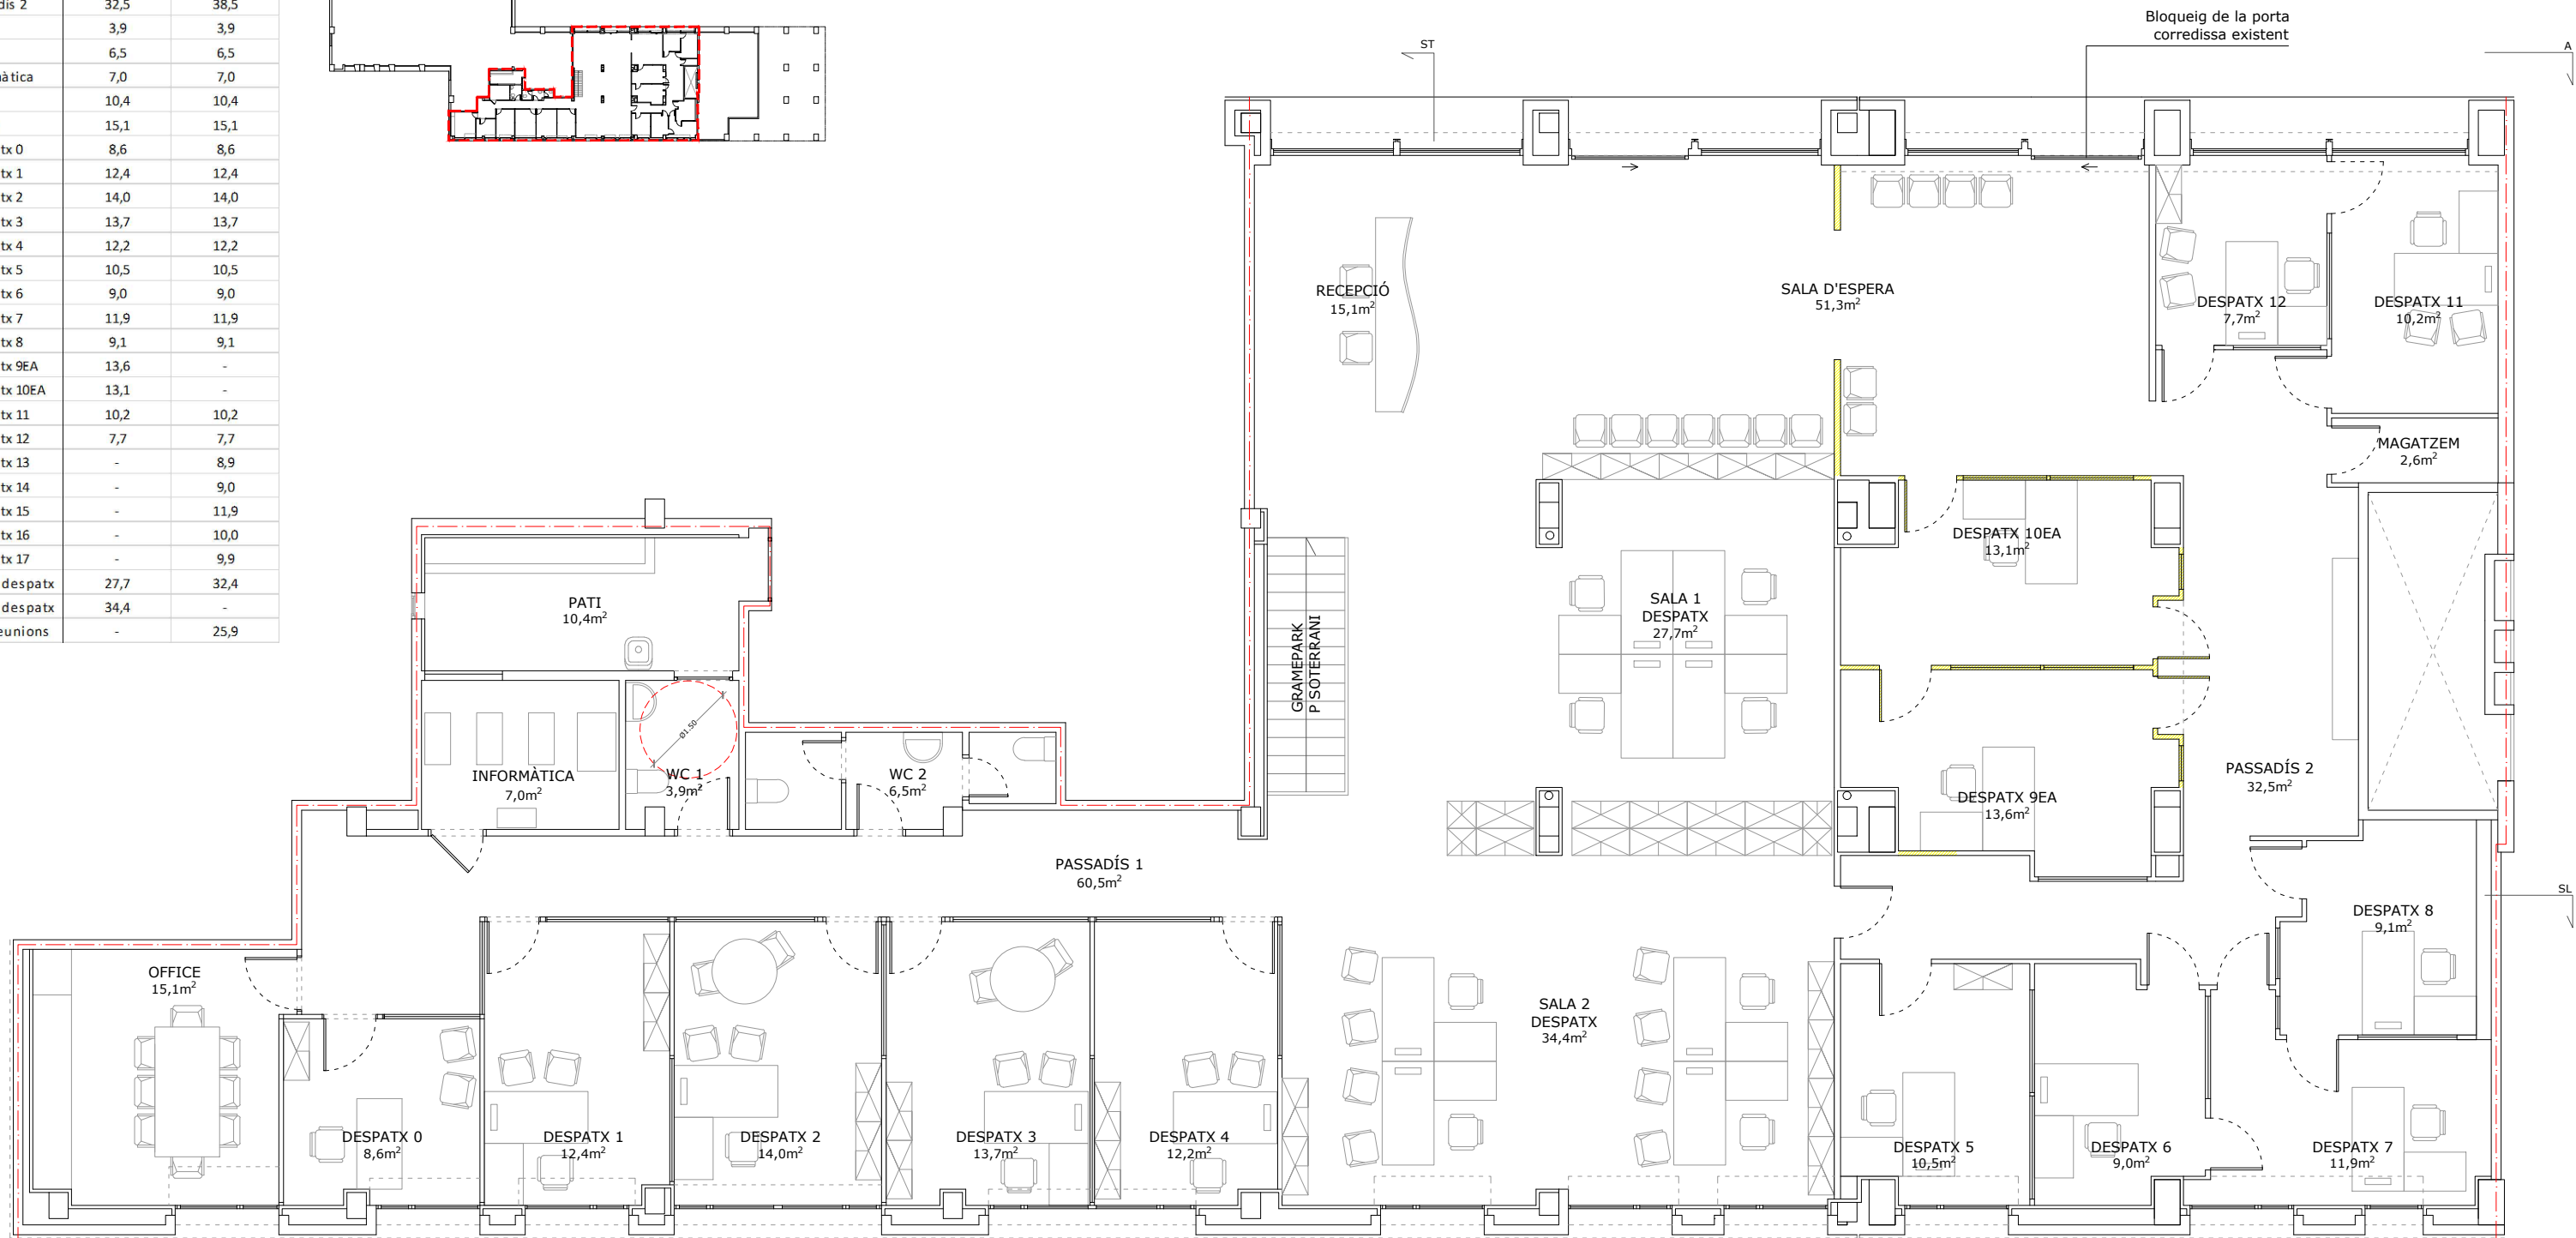 dís 2 32,5 38,5
3,9 3,9
6,5 6,5
àtica 7,0 7,0
10,4 10,4
15,1 15,1
tx 0 8,6 8,6
tx 1 12,4 12,4
tx 2 14,0 14,0
tx 3 13,7 13,7
tx 4 12,2 12,2
tx 5 10,5 10,5
tx 6 9,0 9,0
tx 7 11,9 11,9
tx 8 9,1 9,1
tx 9EA 13,6 -
tx 10EA 13,1 -
tx 11 10,2 10,2
tx 12 7,7 7,7
tx 13 - 8,9
tx 14 - 9,0
tx 15 - 11,9
tx 16 - 10,0
tx 17 - 9,9
despatx 27,7 32,4
despatx 34,4 -
eunions - 25,9
Bloqueig de la porta
corredissa existent
ST
A
RECEPCIÓ
15,1m²
SALA D'ESPERA
51,3m²
DESPATX 12
7,7m²
DESPATX 11
10,2m²
MAGATZEM
2,6m²
DESPATX 10EA
13,1m²
SALA 1
DESPATX
27,7m²
GRAMEPARK
P SOTERRANI
PATI
10,4m²
INFORMÀTICA
7,0m²
WC 1
3,9m²
Ø1.50
WC 2
6,5m²
PASSADÍS 2
32,5m²
DESPATX 9EA
13,6m²
PASSADÍS 1
60,5m²
SL
DESPATX 8
9,1m²
OFFICE
15,1m²
SALA 2
DESPATX
34,4m²
DESPATX 0
8,6m²
DESPATX 1
12,4m²
DESPATX 2
14,0m²
DESPATX 3
13,7m²
DESPATX 4
12,2m²
DESPATX 5
10,5m²
DESPATX 6
9,0m²
DESPATX 7
11,9m²